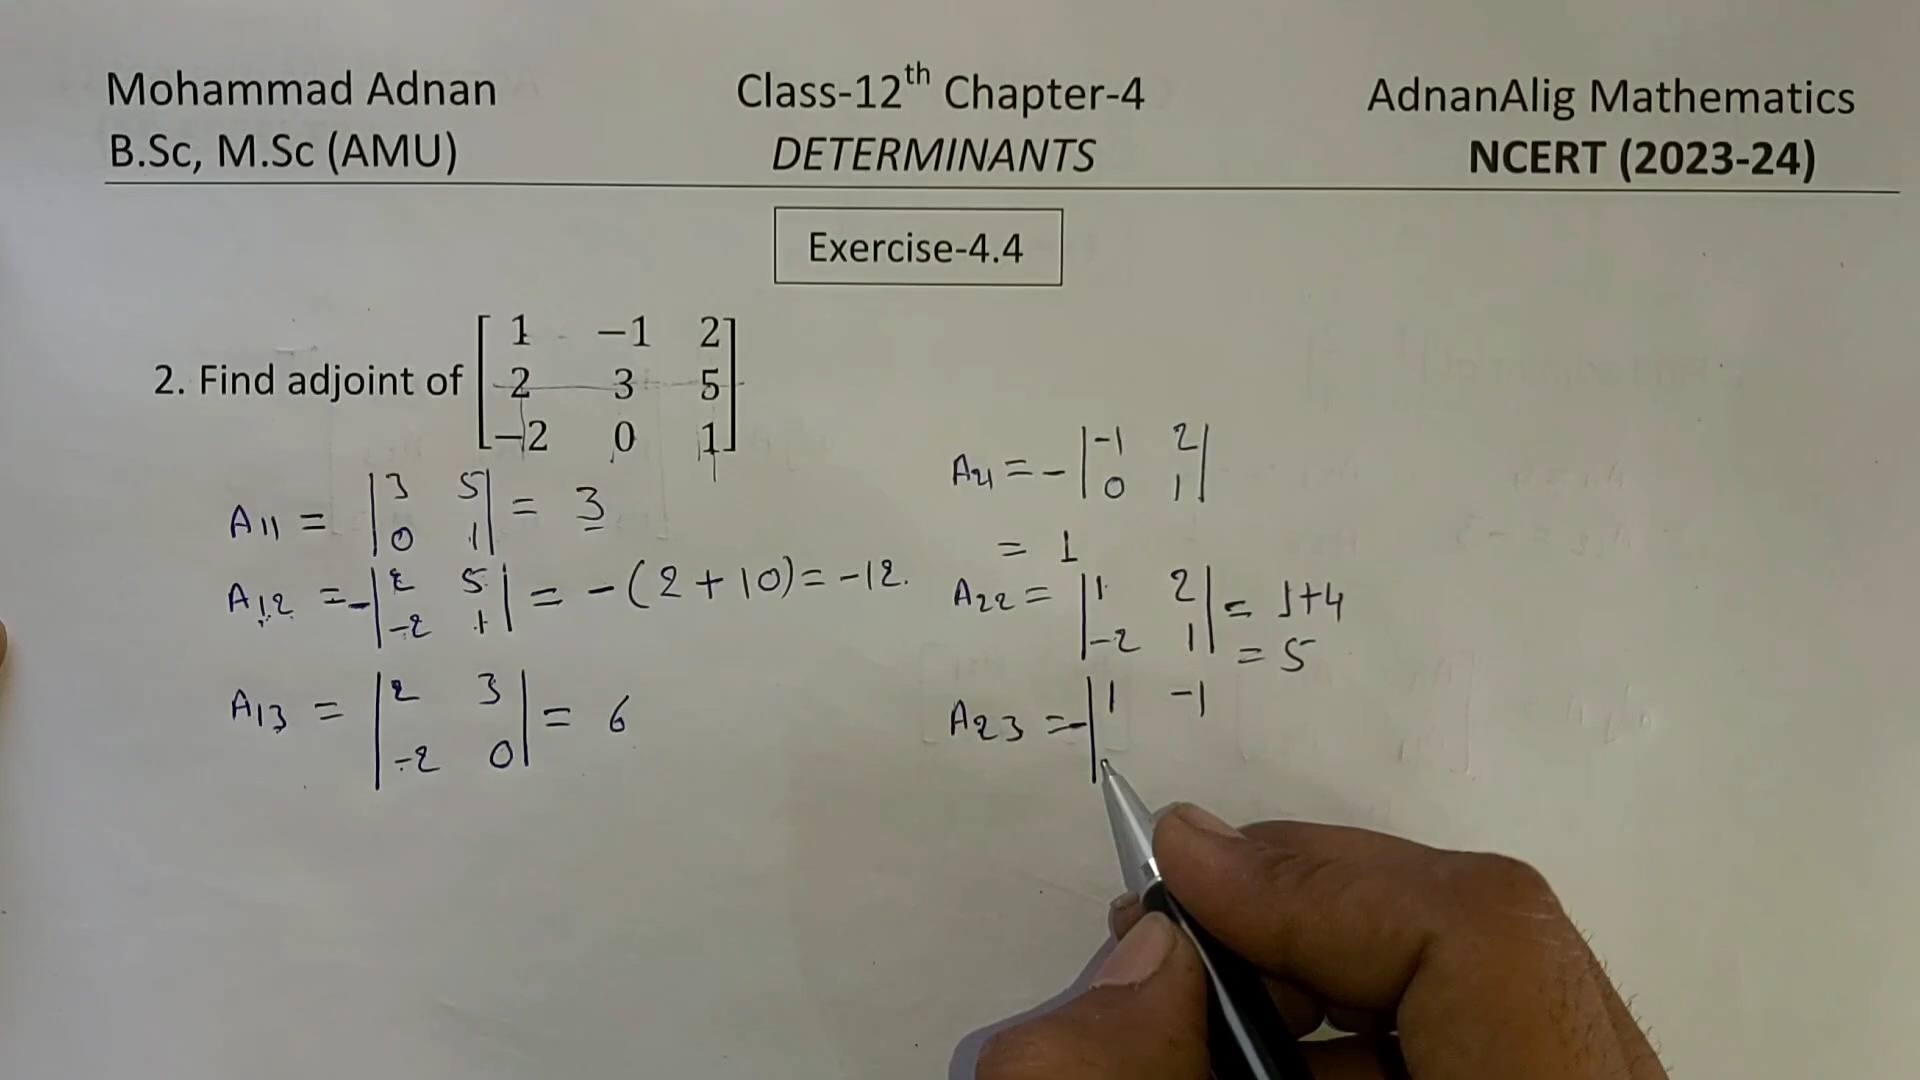 Mohammad Adnan
B.Sc, M.Sc (AMU)
Class-12th Chapter-4
DETERMINANTS
AdnanAlig Mathematics
NCERT (2023-24)
Exercise-4.4
2. Find adjoint of
1 −1 2
2 3 5
−2 0 1
A11 = | 3 5 | = 3
0 1
A12 = -| 2 5 | = -(2+10) = -12.
-2 1
A13 = | 2 3 | = 6
-2 0
A21 = -| -1 2 |
0 1
= 1
A22 = | 1 2 | = 1+4
-2 1 = 5
A23 = -| 1 -1